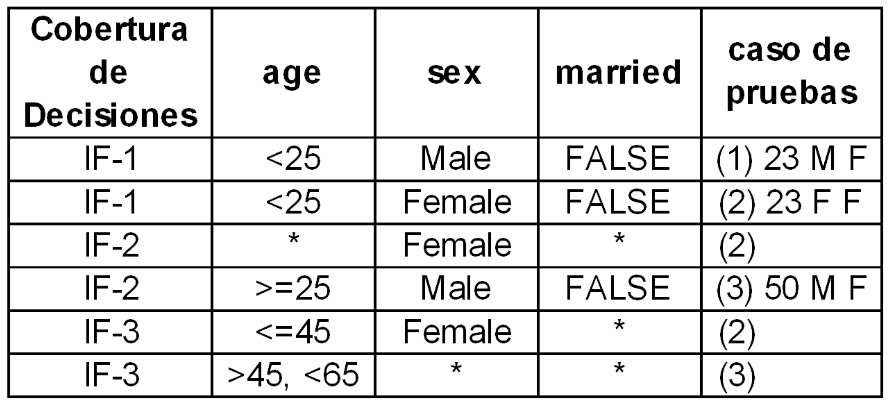 Cobertura de Decisiones age sex married caso de pruebas
IF-1 <25 Male FALSE (1) 23 M F
IF-1 <25 Female FALSE (2) 23 F F
IF-2 * Female * (2)
IF-2 >=25 Male FALSE (3) 50 M F
IF-3 <=45 Female * (2)
IF-3 >45, <65 * * (3)